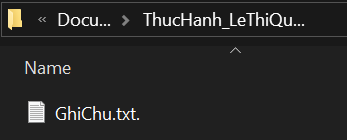 « Docu... > ThucHanh_LeThiQu...
Name
GhiChu.txt.